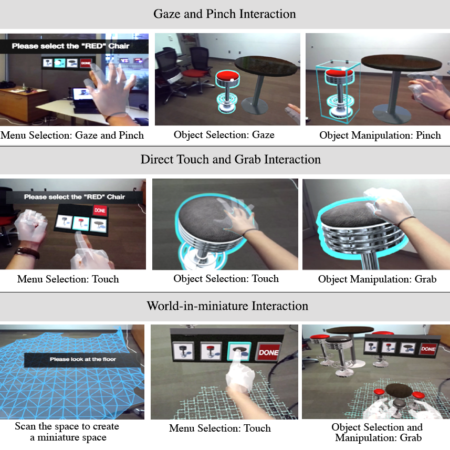 Gaze and Pinch Interaction
Please select the "RED" Chair
Menu Selection: Gaze and Pinch
Object Selection: Gaze
Object Manipulation: Pinch
Direct Touch and Grab Interaction
Please select the "RED" Chair
DONE
Menu Selection: Touch
Object Selection: Touch
Object Manipulation: Grab
World-in-miniature Interaction
Please look at the floor
DONE
DONE
Scan the space to create
a miniature space
Menu Selection: Touch
Object Selection and
Manipulation: Grab